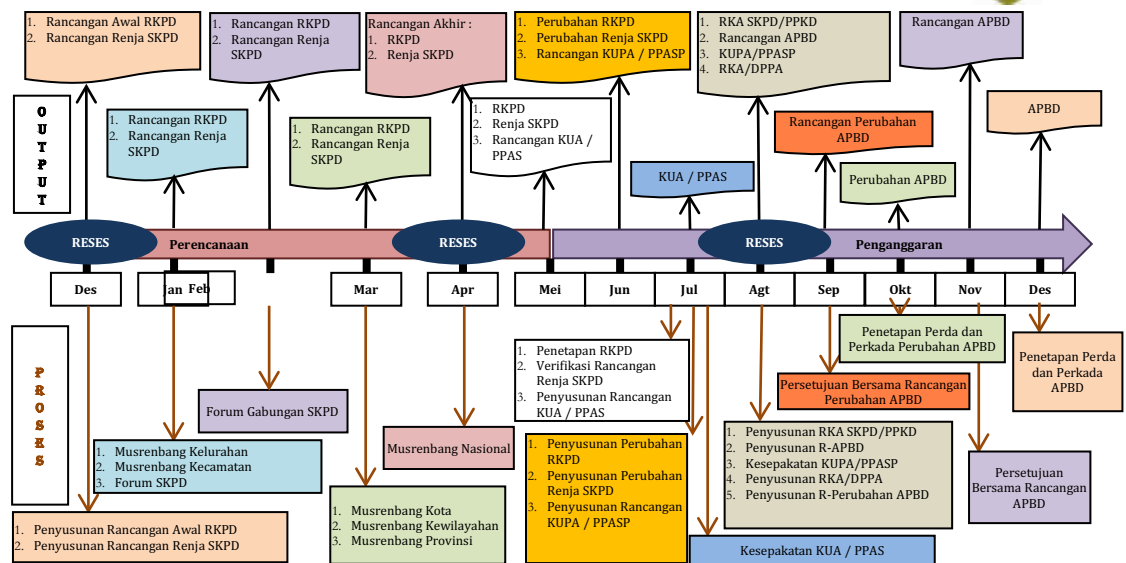 1. Rancangan Awal RKPD
2. Rancangan Renja SKPD
1. Rancangan RKPD
2. Rancangan Renja
SKPD
Rancangan Akhir :
1. RKPD
2. Renja SKPD
1. Perubahan RKPD
2. Perubahan Renja SKPD
3. Rancangan KUPA / PPASP
1. RKA SKPD/PPKD
2. Rancangan APBD
3. KUPA/PPASP
4. RKA/DPPA
Rancangan APBD
OUTPUT
1. Rancangan RKPD
2. Rancangan Renja
SKPD
1. Rancangan RKPD
2. Rancangan Renja
SKPD
1. RKPD
2. Renja SKPD
3. Rancangan KUA /
PPAS
KUA / PPAS
Rancangan Perubahan
APBD
Perubahan APBD
APBD
RESES
Perencanaan
RESES
RESES
Penganggaran
Des
Jan
Feb
Mar
Apr
Mei
Jun
Jul
Agt
Sep
Okt
Nov
Des
PROSES
Forum Gabungan SKPD
1. Musrenbang Kelurahan
2. Musrenbang Kecamatan
3. Forum SKPD
1. Penyusunan Rancangan Awal RKPD
2. Penyusunan Rancangan Renja SKPD
1. Musrenbang Kota
2. Musrenbang Kewilayahan
3. Musrenbang Provinsi
Musrenbang Nasional
1. Penetapan RKPD
2. Verifikasi Rancangan
Renja SKPD
3. Penyusunan Rancangan
KUA / PPAS
1. Penyusunan Perubahan
RKPD
2. Penyusunan Perubahan
Renja SKPD
3. Penyusunan Rancangan
KUPA / PPASP
Kesepakatan KUA / PPAS
1. Penyusunan RKA SKPD/PPKD
2. Penyusunan R-APBD
3. Kesepakatan KUPA/PPASP
4. Penyusunan RKA/DPPA
5. Penyusunan R-Perubahan APBD
Persetujuan Bersama Rancangan
Perubahan APBD
Penetapan Perda dan
Perkada Perubahan APBD
Persetujuan
Bersama Rancangan
APBD
Penetapan Perda
dan Perkada
APBD